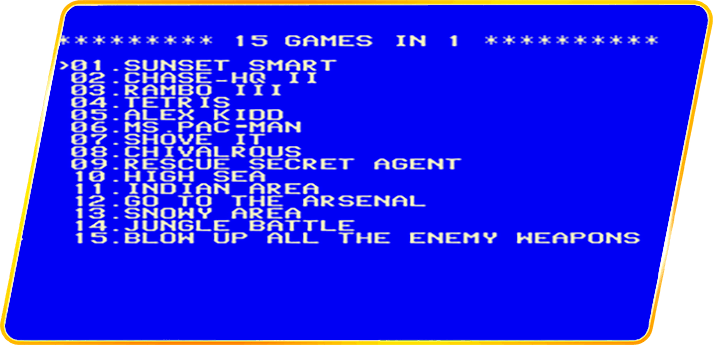 ********* 15 GAMES IN 1 **********
>01.SUNSET SMART
02.CHASE-HQ II
03.RAMBO III
04.TETRIS
05.ALEX KIDD
06.MS.PAC-MAN
07.SHOVE IT
08.CHIVALROUS
09.RESCUE SECRET AGENT
10.HIGH SEA
11.INDIAN AREA
12.GO TO THE ARSENAL
13.SNOWY AREA
14.JUNGLE BATTLE
15.BLOW UP ALL THE ENEMY WEAPONS